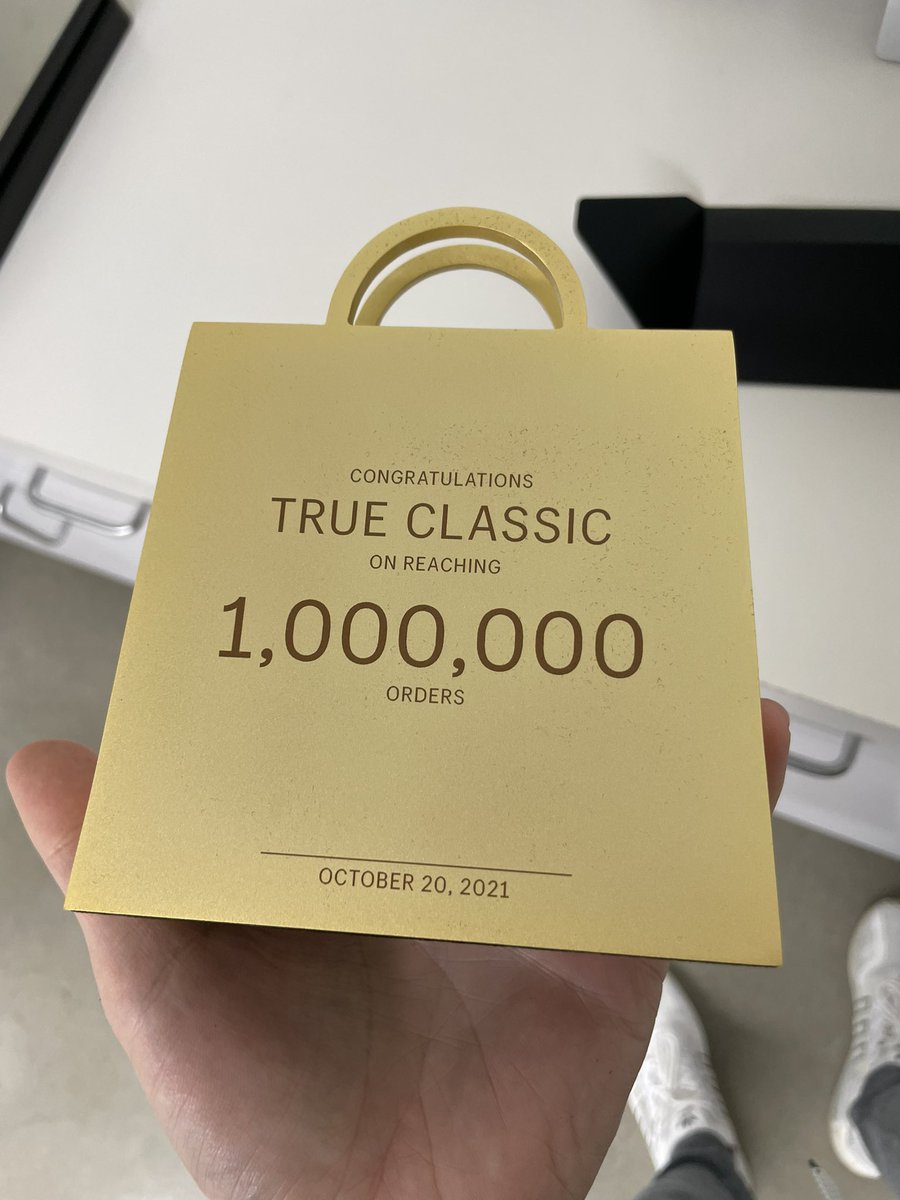 CONGRATULATIONS
TRUE CLASSIC
ON REACHING
1,000,000
ORDERS
OCTOBER 20, 2021